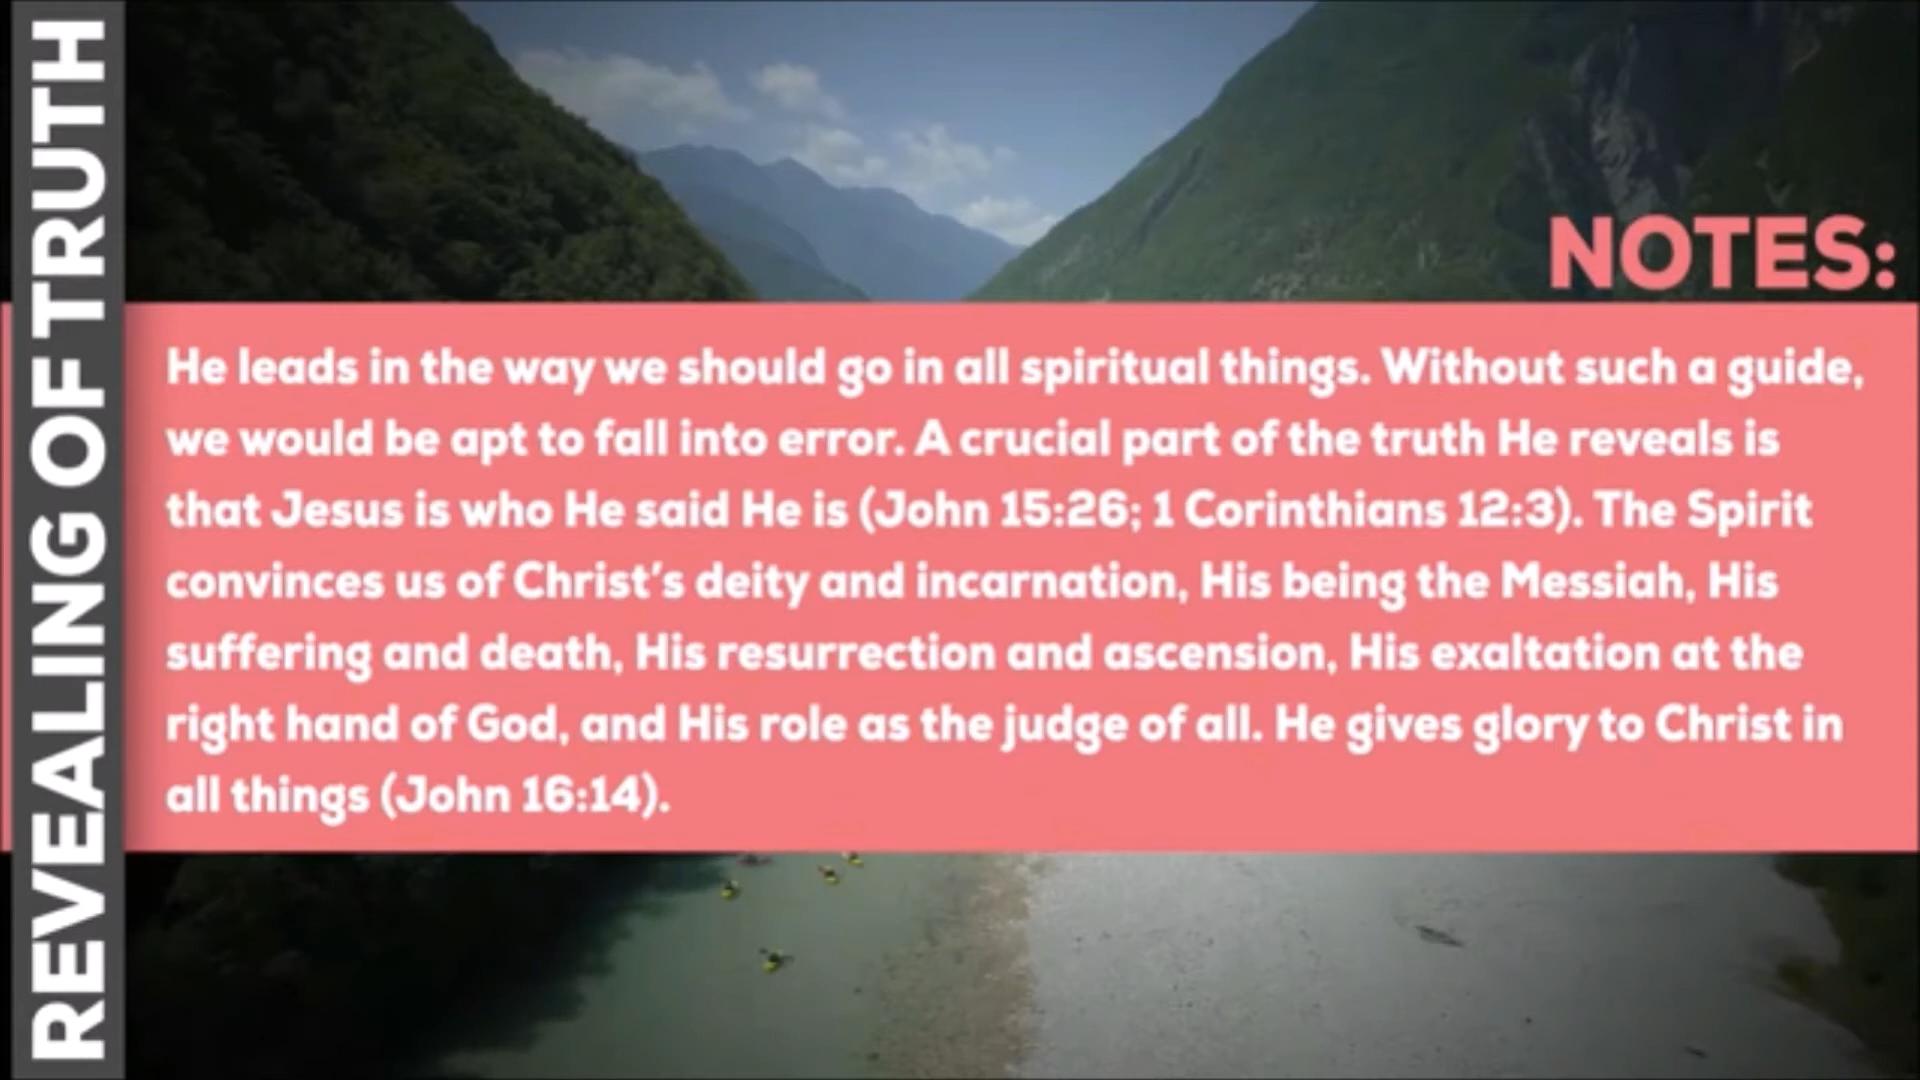 REVEALING OF TRUTH
NOTES:
He leads in the way we should go in all spiritual things. Without such a guide,
we would be apt to fall into error. A crucial part of the truth He reveals is
that Jesus is who He said He is (John 15:26; 1 Corinthians 12:3). The Spirit
convinces us of Christ’s deity and incarnation, His being the Messiah, His
suffering and death, His resurrection and ascension, His exaltation at the
right hand of God, and His role as the judge of all. He gives glory to Christ in
all things (John 16:14).